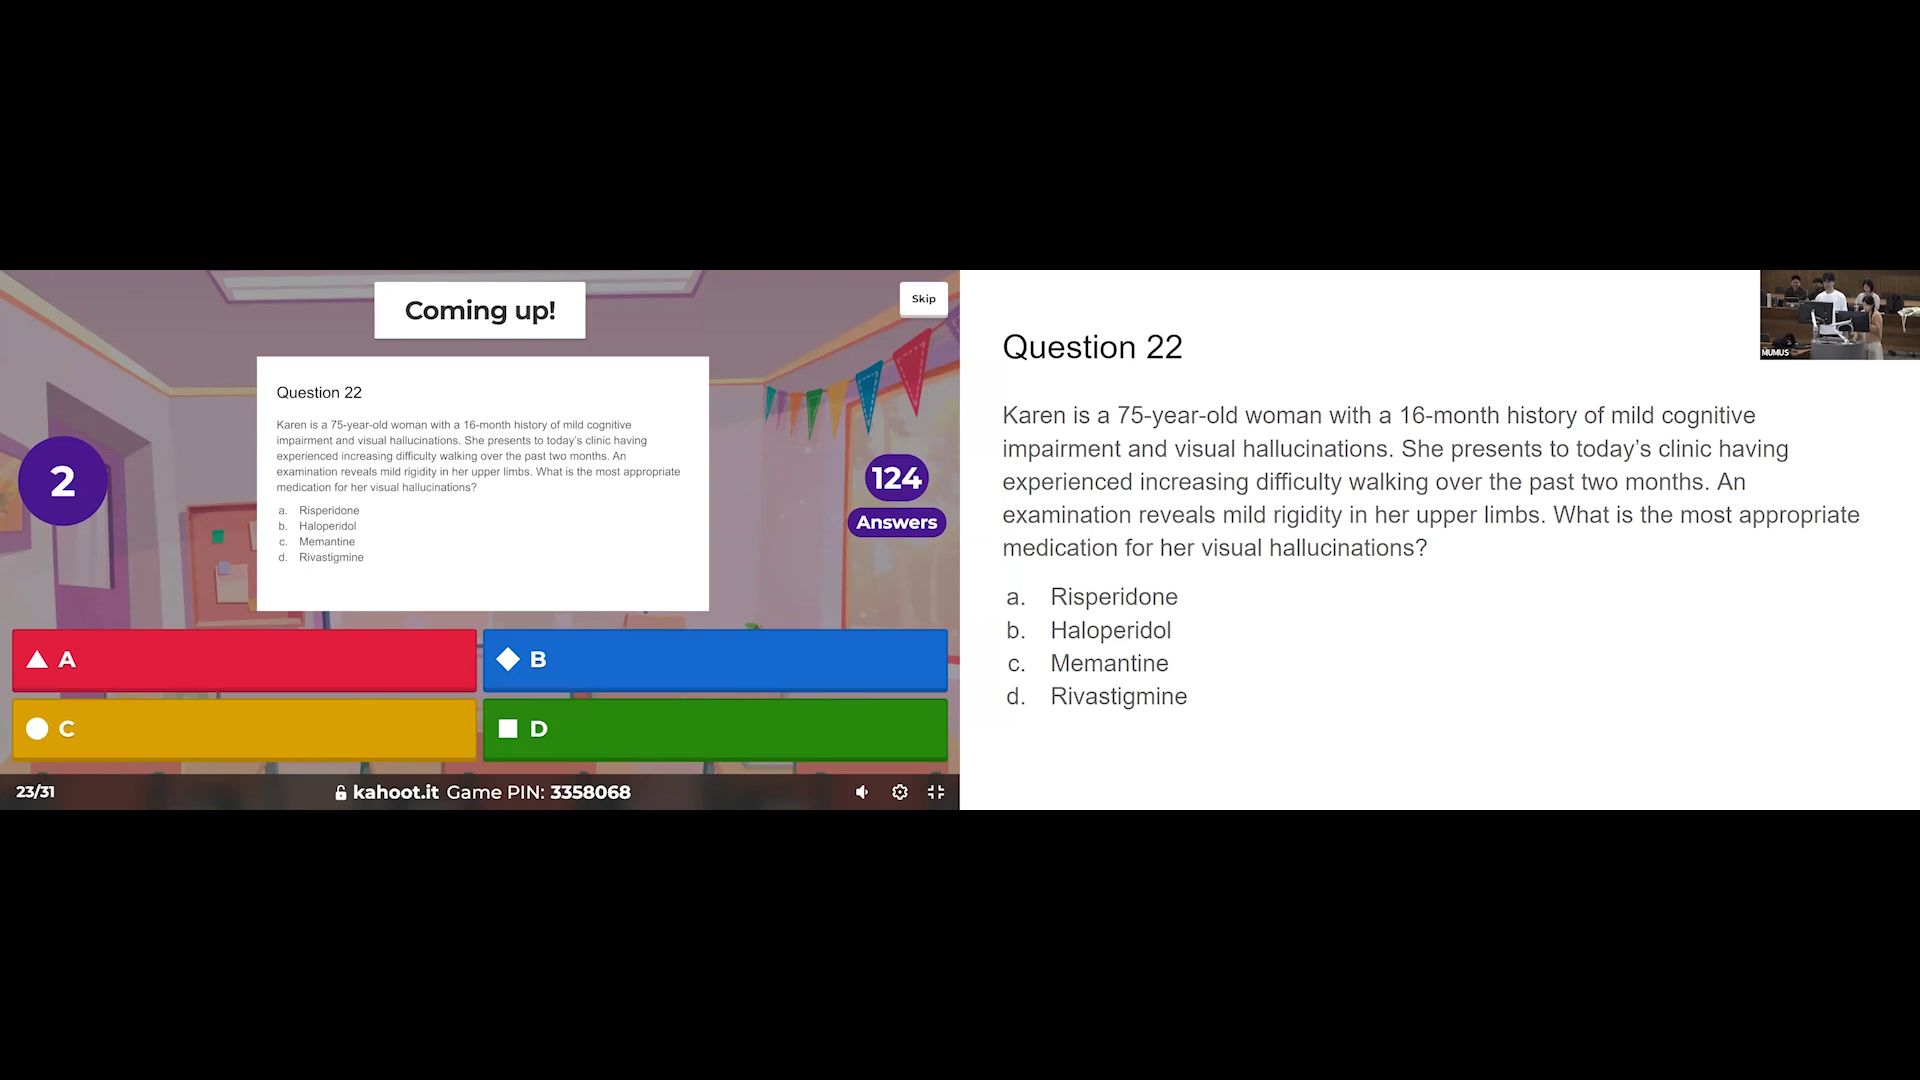 Coming up!
Skip
Question 22
Karen is a 75-year-old woman with a 16-month history of mild cognitive
impairment and visual hallucinations. She presents to today's clinic having
experienced increasing difficulty walking over the past two months. An
examination reveals mild rigidity in her upper limbs. What is the most appropriate
medication for her visual hallucinations?
a. Risperidone
b. Haloperidol
c. Memantine
d. Rivastigmine
2
124
Answers
A
B
C
D
23/31
kahoot.it Game PIN: 3358068
MUMUS
Question 22
Karen is a 75-year-old woman with a 16-month history of mild cognitive
impairment and visual hallucinations. She presents to today's clinic having
experienced increasing difficulty walking over the past two months. An
examination reveals mild rigidity in her upper limbs. What is the most appropriate
medication for her visual hallucinations?
a. Risperidone
b. Haloperidol
c. Memantine
d. Rivastigmine